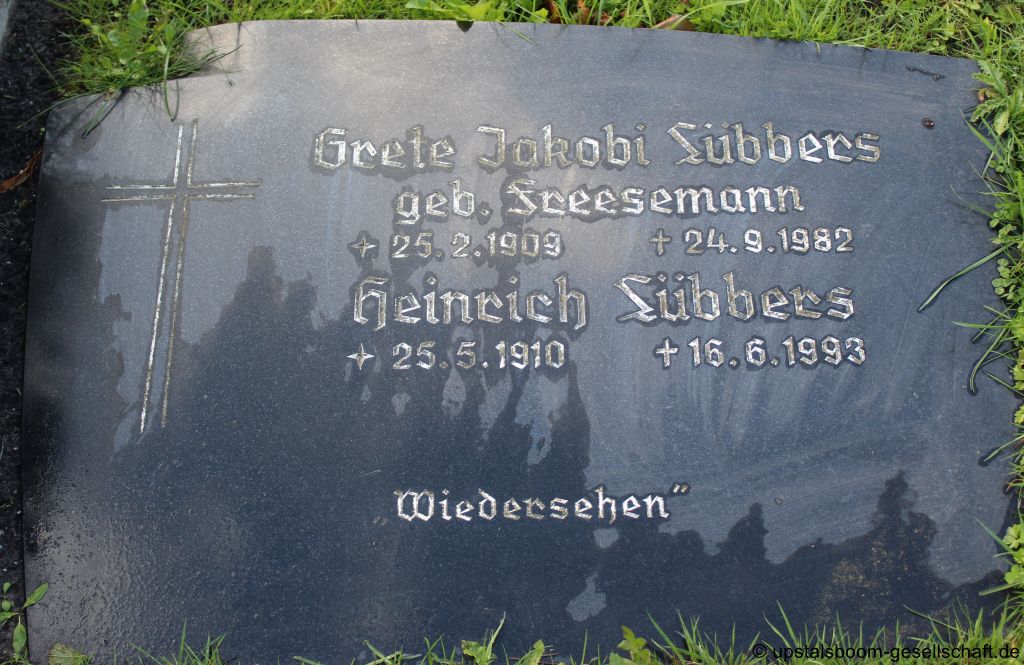 Grete Jakobi Lübbers
geb. Freesemann
✦ 25.2.1909 ✝ 24.9.1982
Heinrich Lübbers
✦ 25.5.1910 ✝ 16.6.1993
„Wiedersehen“
© upstalsboom-gesellschaft.de